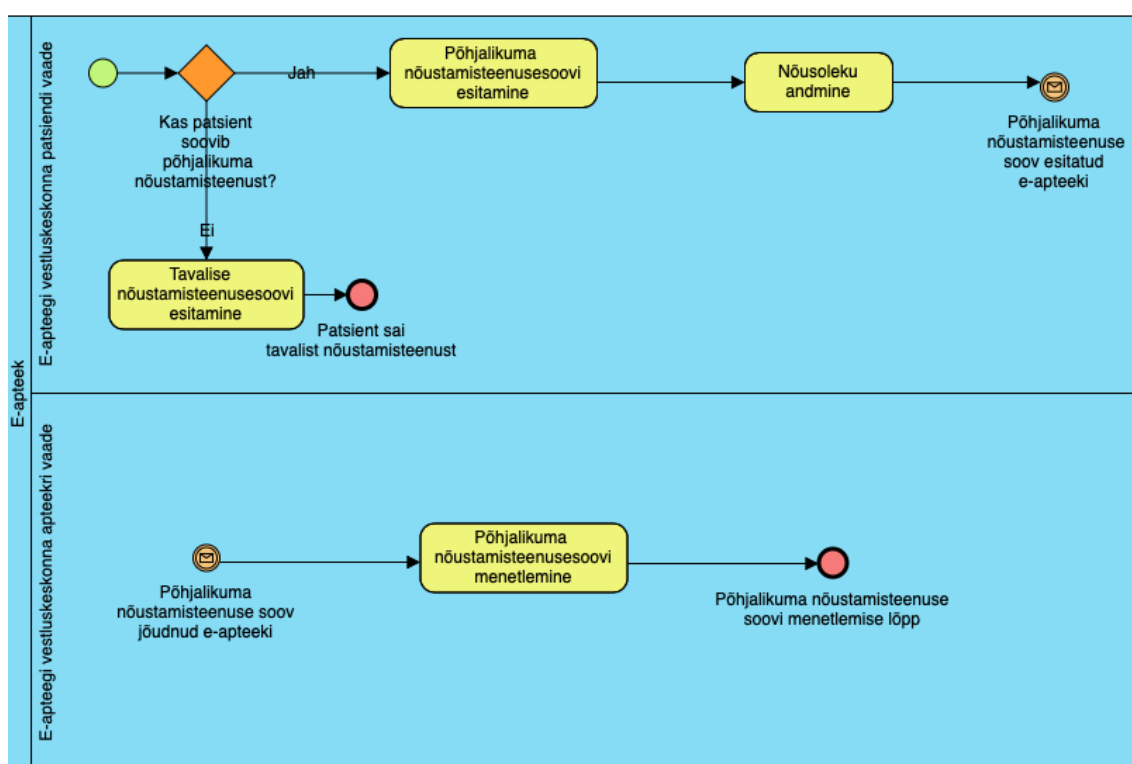 E-apteek
E-apteegi vestluskeskonna patsiendi vaade
Kas patsient
soovib
põhjalikuma
nõustamisteenust?
Jah
Põhjalikuma
nõustamisteenusesoovi
esitamine
Nõusoleku
andmine
Põhjalikuma
nõustamisteenuse
soov esitatud
e-apteeki
Ei
Tavalise
nõustamisteenusesoovi
esitamine
Patsient sai
tavalist nõustamisteenust
E-apteegi vestluskeskonna apteekri vaade
Põhjalikuma
nõustamisteenuse soov
jõudnud e-apteeki
Põhjalikuma
nõustamisteenusesoovi
menetlemine
Põhjalikuma nõustamisteenuse
soovi menetlemise lõpp